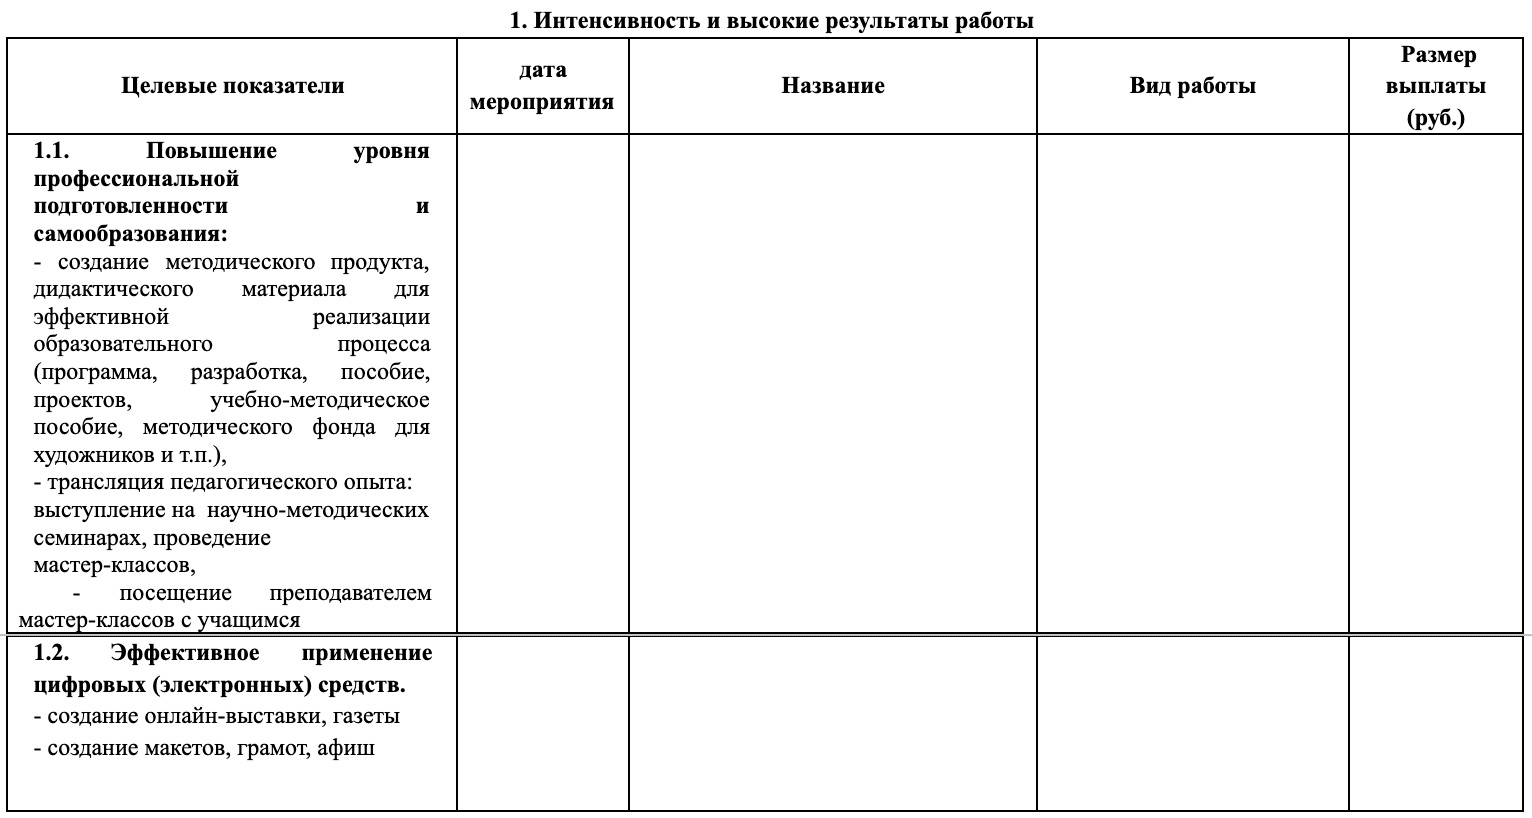 1. Интенсивность и высокие результаты работы
Целевые показатели
дата
мероприятия
Название
Вид работы
Размер
выплаты
(руб.)
1.1. Повышение уровня
профессиональной
подготовленности и
самообразования:
- создание методического продукта,
дидактического материала для
эффективной реализации
образовательного процесса
(программа, разработка, пособие,
проектов, учебно-методическое
пособие, методического фонда для
художников и т.п.),
- трансляция педагогического опыта:
выступление на научно-методических
семинарах, проведение
мастер-классов,
- посещение преподавателем
мастер-классов с учащимся
1.2. Эффективное применение
цифровых (электронных) средств.
- создание онлайн-выставки, газеты
- создание макетов, грамот, афиш